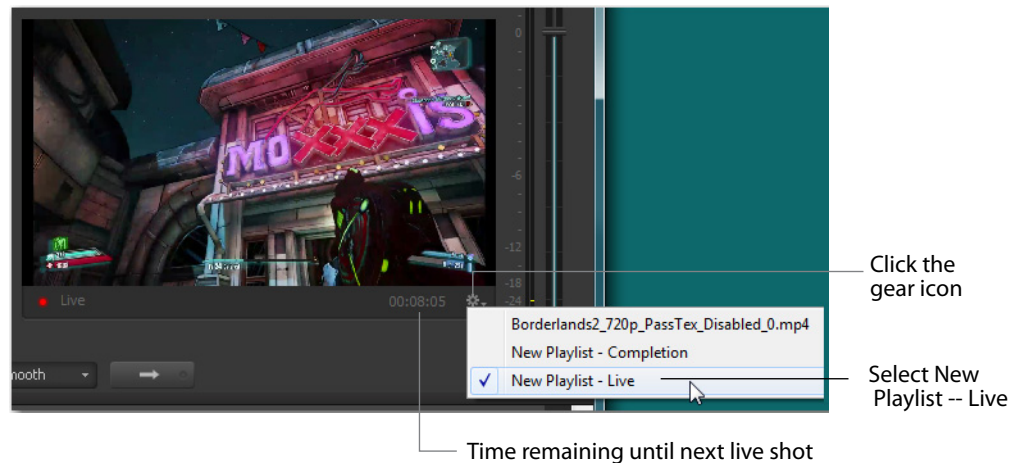 MOXXXIS
0
-6
-12
-18
-24
Live
00:08:05
Borderlands2_720p_PassTex_Disabled_0.mp4
New Playlist - Completion
New Playlist - Live
mooth
Click the
gear icon
Select New
Playlist -- Live
Time remaining until next live shot